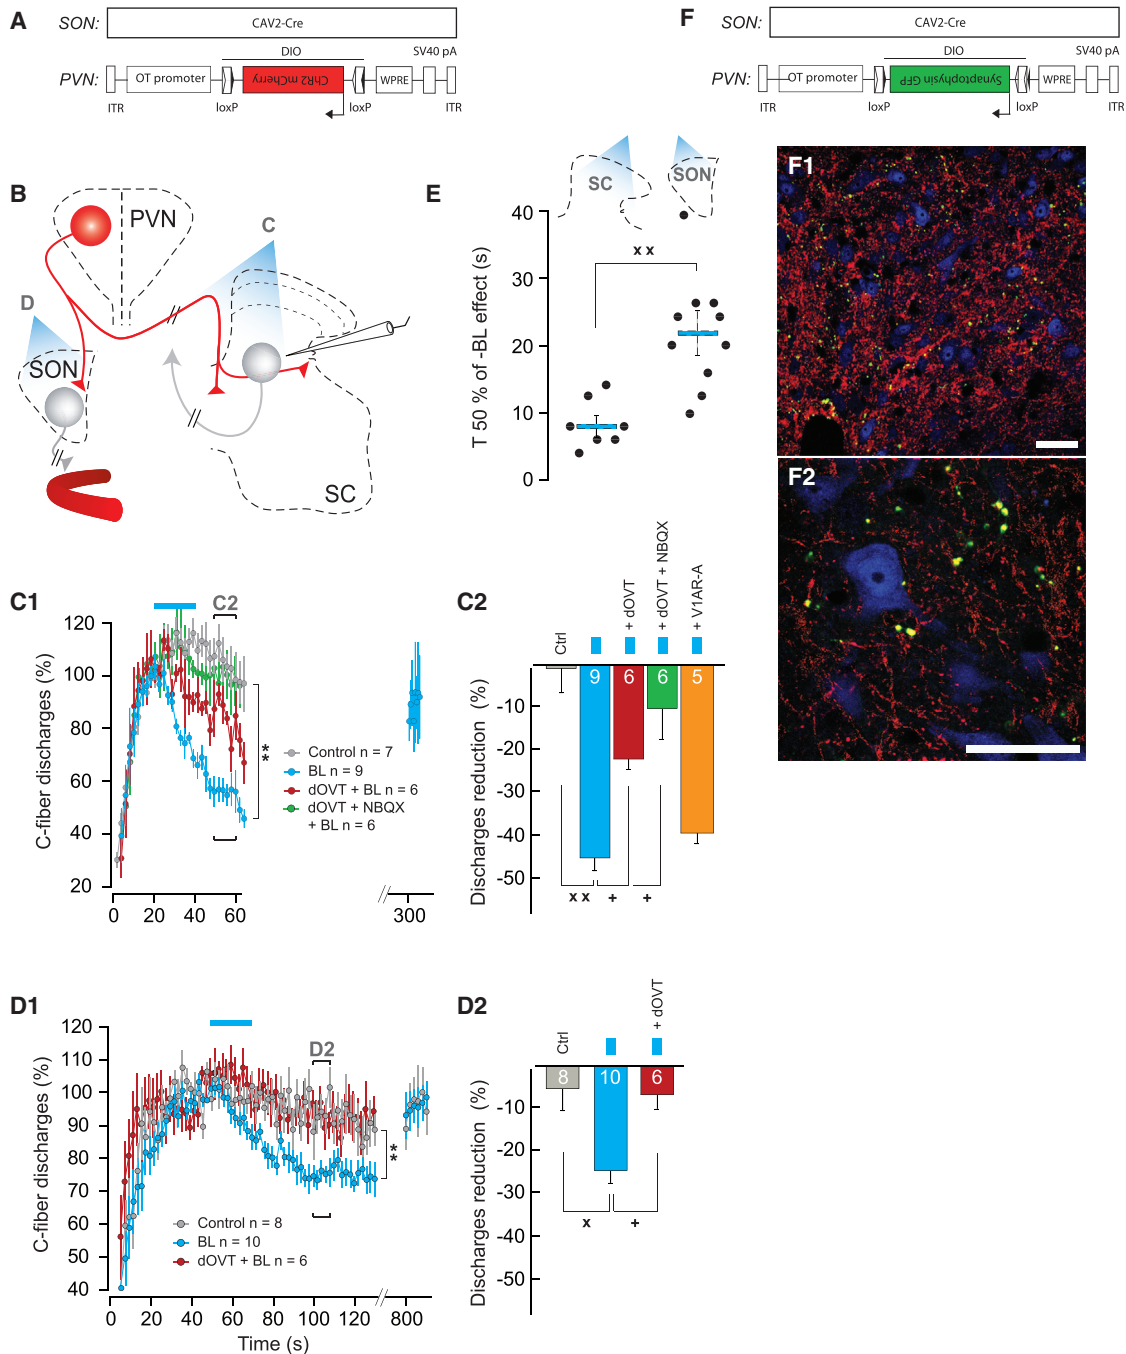 A
SON:
CAV2-Cre
DIO
SV40 pA
PVN:
OT promoter
ChR2 mCherry
WPRE
ITR
loxP
loxP
ITR
F
SON:
CAV2-Cre
DIO
SV40 pA
PVN:
OT promoter
Synaptophysin GFP
WPRE
ITR
loxP
loxP
ITR
B
PVN
C
D
SON
SC
E
SC
SON
T 50 % of -BL effect (s)
40
30
20
10
0
x x
F1
F2
C1
C-fiber discharges (%)
120
100
80
60
40
20
C2
**
Control n = 7
BL n = 9
dOVT + BL n = 6
dOVT + NBQX
+ BL n = 6
0
20
40
60
300
C2
Discharges reduction (%)
-10
-20
-30
-40
-50
Ctrl
+ dOVT
+ dOVT + NBQX
+ V1AR-A
9
6
6
5
x x
+
+
D1
C-fiber discharges (%)
120
110
100
90
80
70
60
50
40
D2
**
Control n = 8
BL n = 10
dOVT + BL n = 6
0
20
40
60
80
100
120
800
Time (s)
D2
Discharges reduction (%)
-10
-20
-30
-40
-50
Ctrl
+ dOVT
8
10
6
x
+